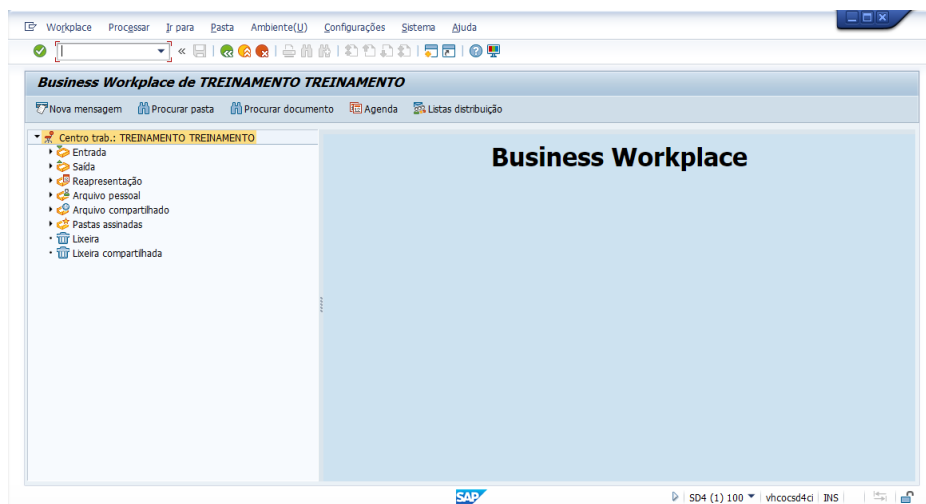 Workplace Processar Ir para Pasta Ambiente(U) Configurações Sistema Ajuda
Business Workplace de TREINAMENTO TREINAMENTO
Nova mensagem Procurar pasta Procurar documento Agenda Listas distribuição
Centro trab.: TREINAMENTO TREINAMENTO
Entrada
Saída
Reapresentação
Arquivo pessoal
Arquivo compartilhado
Pastas assinadas
Lixeira
Lixeira compartilhada
Business Workplace
SAP SD4 (1) 100 vhcocsd4ci INS